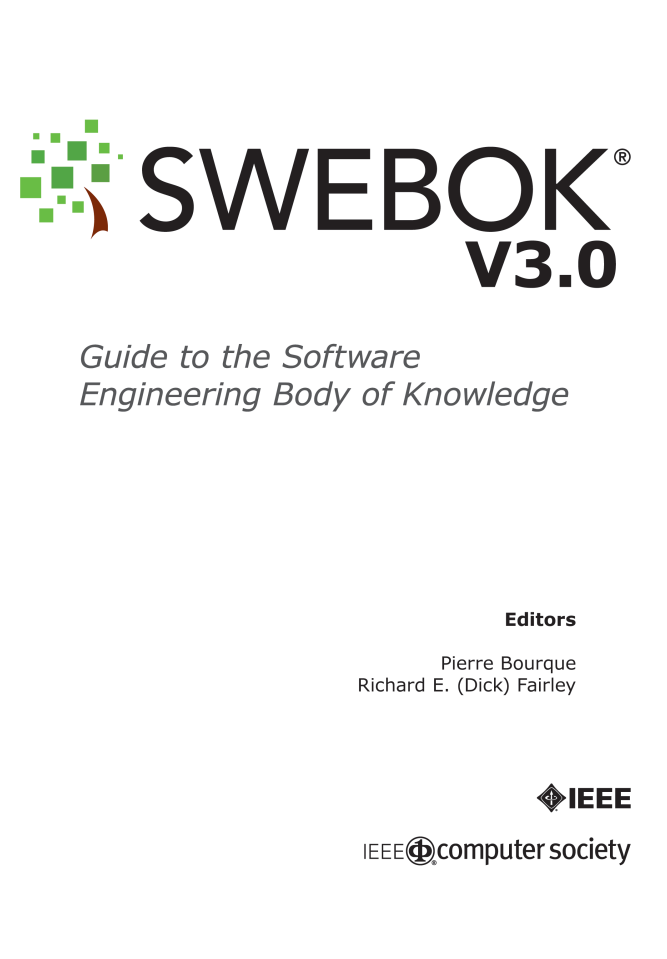 SWEBOK®
V3.0
Guide to the Software
Engineering Body of Knowledge
Editors
Pierre Bourque
Richard E. (Dick) Fairley
IEEE
IEEE computer society